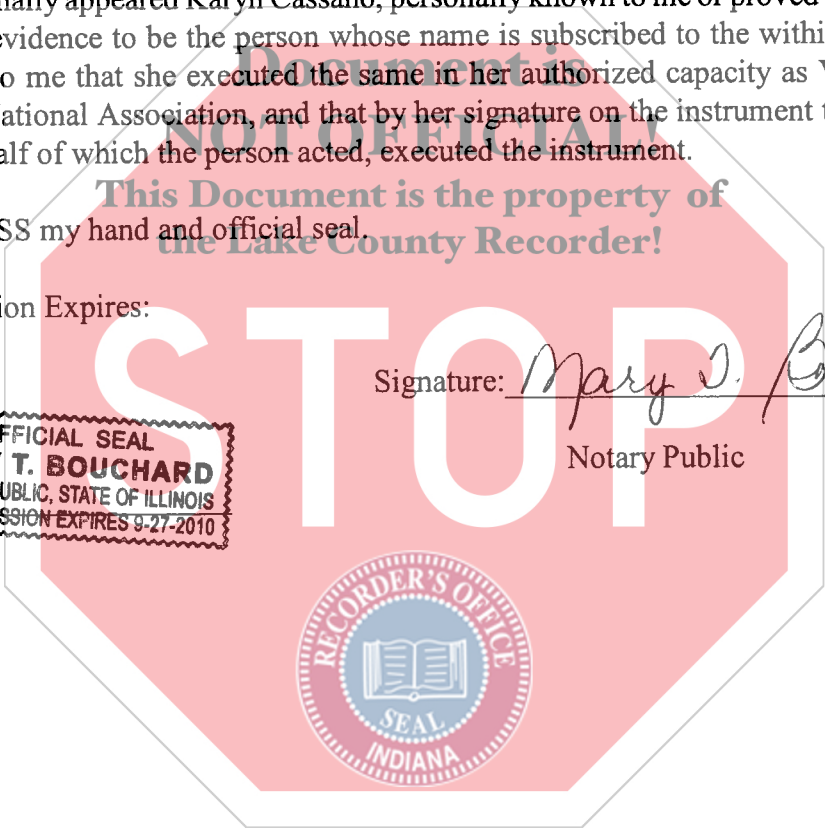 nally appeared Karyn Cassano, personally known to me or proved
evidence to be the person whose name is subscribed to the withi
o me that she executed the same in her authorized capacity as V
ational Association, and that by her signature on the instrument t
alf of which the person acted, executed the instrument.
Document is
NOT OFFICIAL!
This Document is the property of
the Lake County Recorder!
SS my hand and official seal.
ion Expires:
STOP
Signature: Mary T. Bo
Notary Public
FFICIAL SEAL
T. BOUCHARD
UBLIC, STATE OF ILLINOIS
SSION EXPIRES 9-27-2010
RECORDER'S OFFICE
SEAL
INDIANA